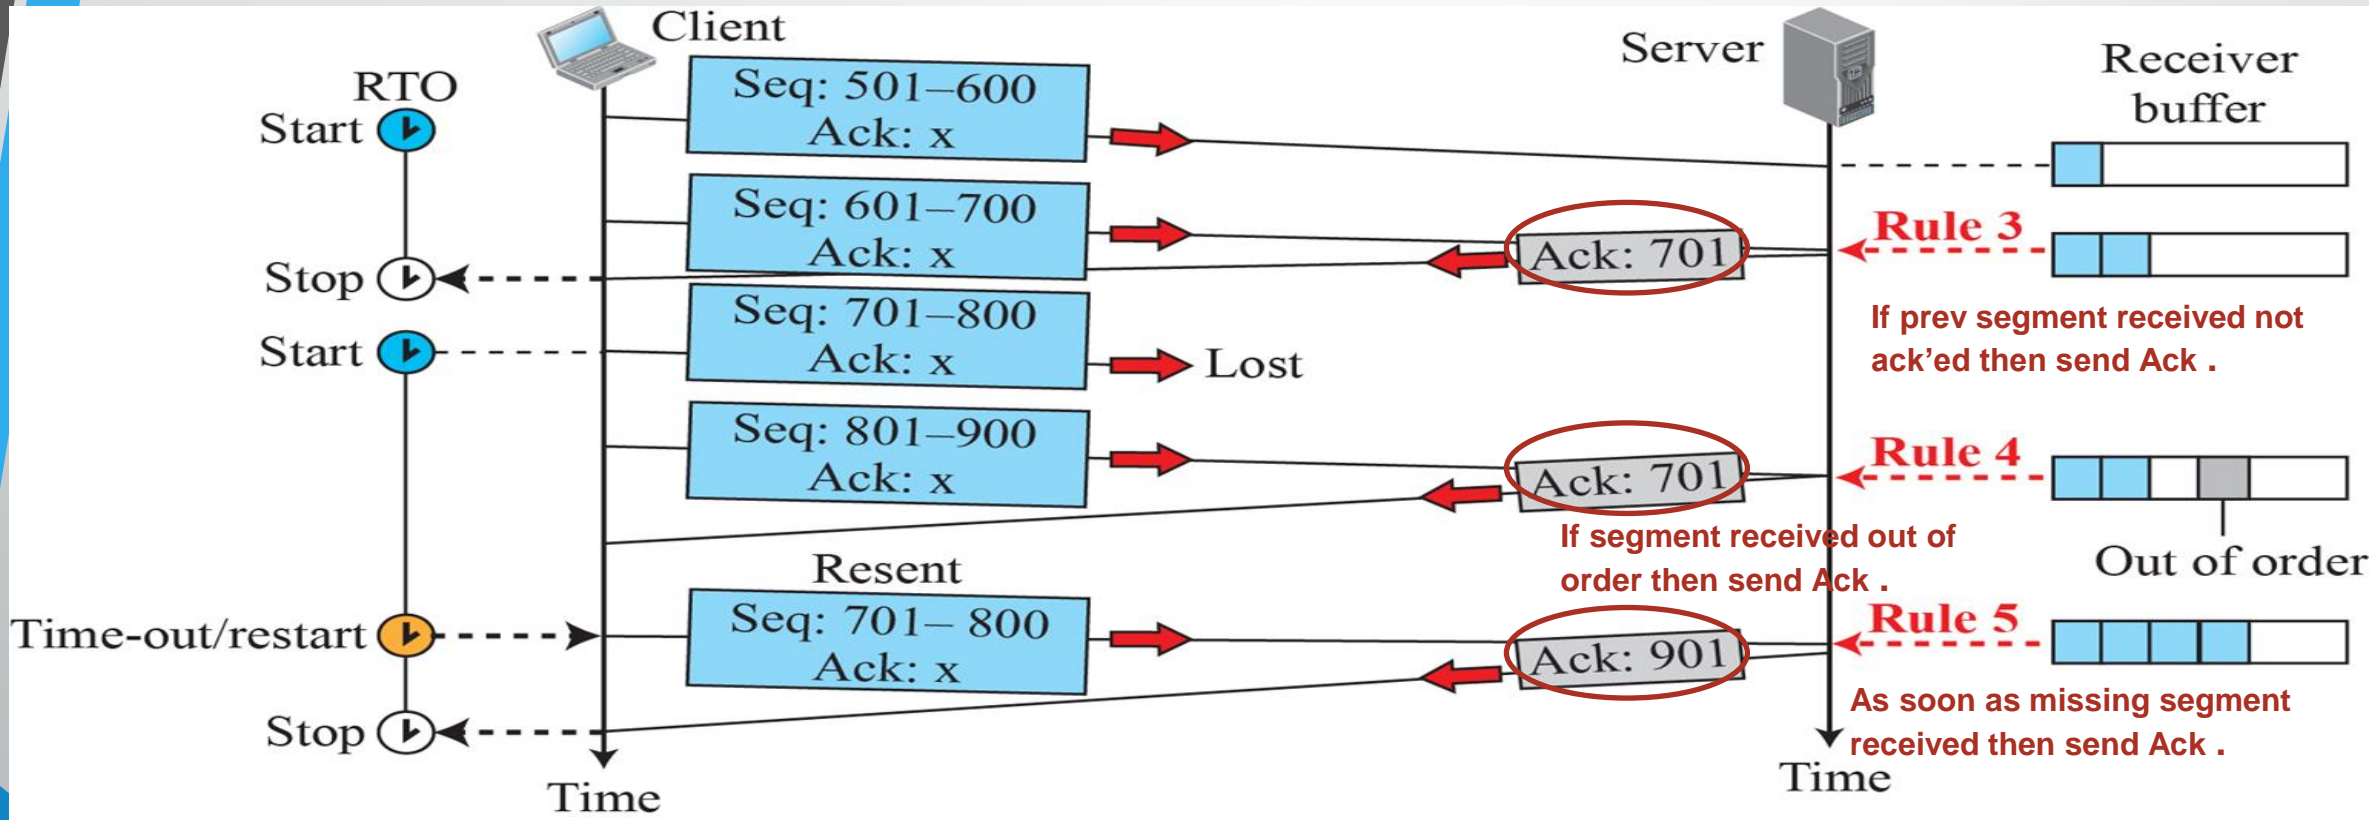 Client
Server
Receiver
buffer
RTO
Start
Seq: 501–600
Ack: x
Seq: 601–700
Ack: x
Ack: 701
Rule 3
Stop
If prev segment received not
ack'ed then send Ack .
Start
Seq: 701–800
Ack: x
Lost
Seq: 801–900
Ack: x
Ack: 701
Rule 4
If segment received out of
order then send Ack .
Out of order
Resent
Time-out/restart
Seq: 701– 800
Ack: x
Ack: 901
Rule 5
As soon as missing segment
received then send Ack .
Stop
Time
Time